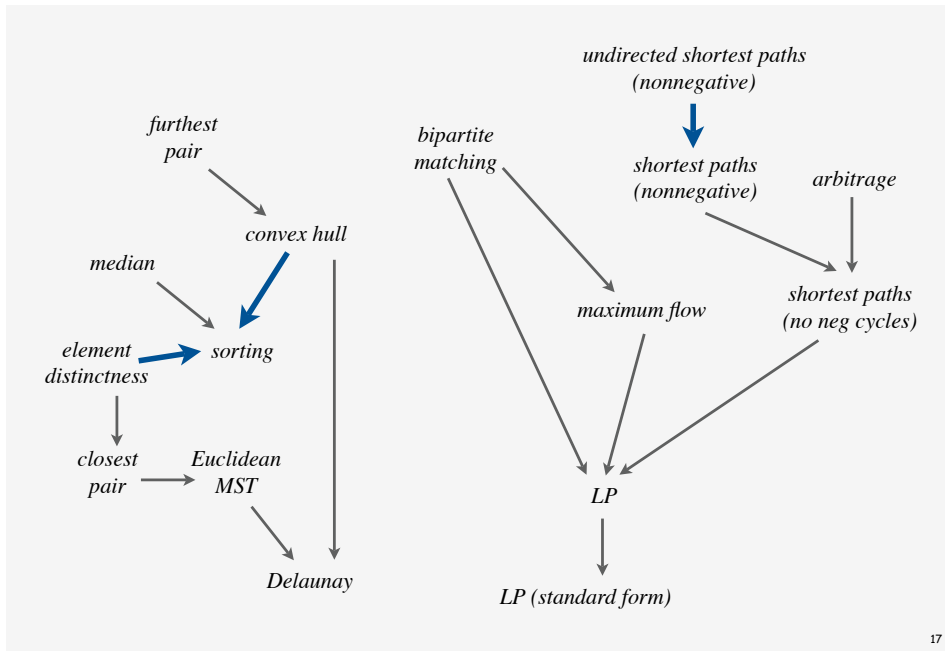 undirected shortest paths
(nonnegative)
furthest
pair
bipartite
matching
shortest paths
(nonnegative)
arbitrage
convex hull
median
shortest paths
(no neg cycles)
maximum flow
element
distinctness
sorting
closest
pair
Euclidean
MST
LP
Delaunay
LP (standard form)
17